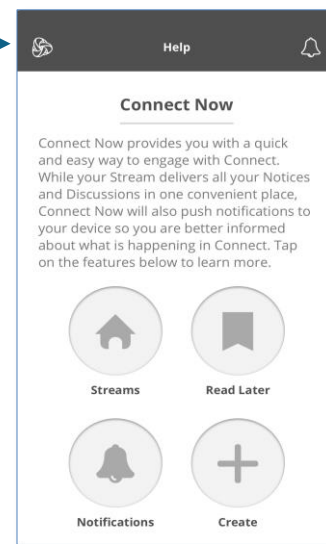 Help
Connect Now
Connect Now provides you with a quick
and easy way to engage with Connect.
While your Stream delivers all your Notices
and Discussions in one convenient place,
Connect Now will also push notifications to
your device so you are better informed
about what is happening in Connect. Tap
on the features below to learn more.
Streams
Read Later
Notifications
Create